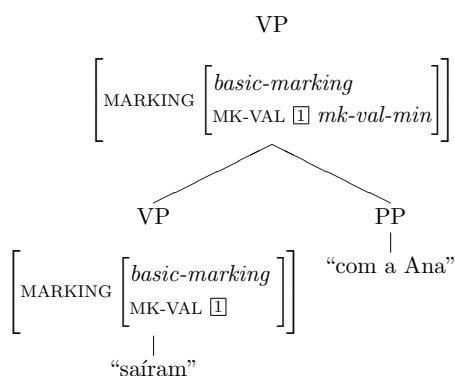 VP
[MARKING [basic-marking
MK-VAL [1] mk-val-min]]
VP
PP
[MARKING [basic-marking
MK-VAL [1]]]
“com a Ana”
“saíram”